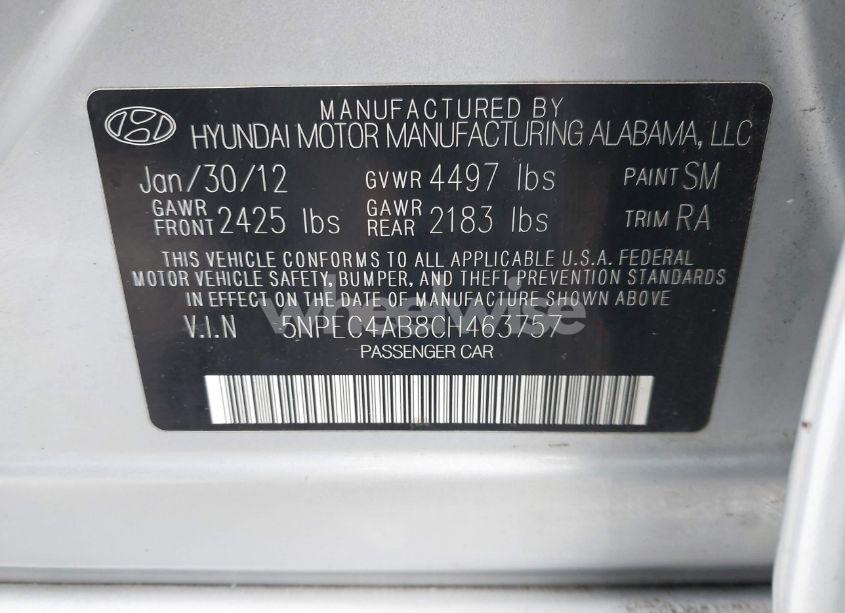 MANUFACTURED BY
HYUNDAI MOTOR MANUFACTURING ALABAMA, LLC
Jan/30/12 GVWR 4497 lbs PAINT SM
GAWR FRONT 2425 lbs GAWR REAR 2183 lbs TRIM RA
THIS VEHICLE CONFORMS TO ALL APPLICABLE U.S.A. FEDERAL
MOTOR VEHICLE SAFETY, BUMPER, AND THEFT PREVENTION STANDARDS
IN EFFECT ON THE DATE OF MANUFACTURE SHOWN ABOVE
wheelwise
V.I.N 5NPEC4AB8CH463757
PASSENGER CAR